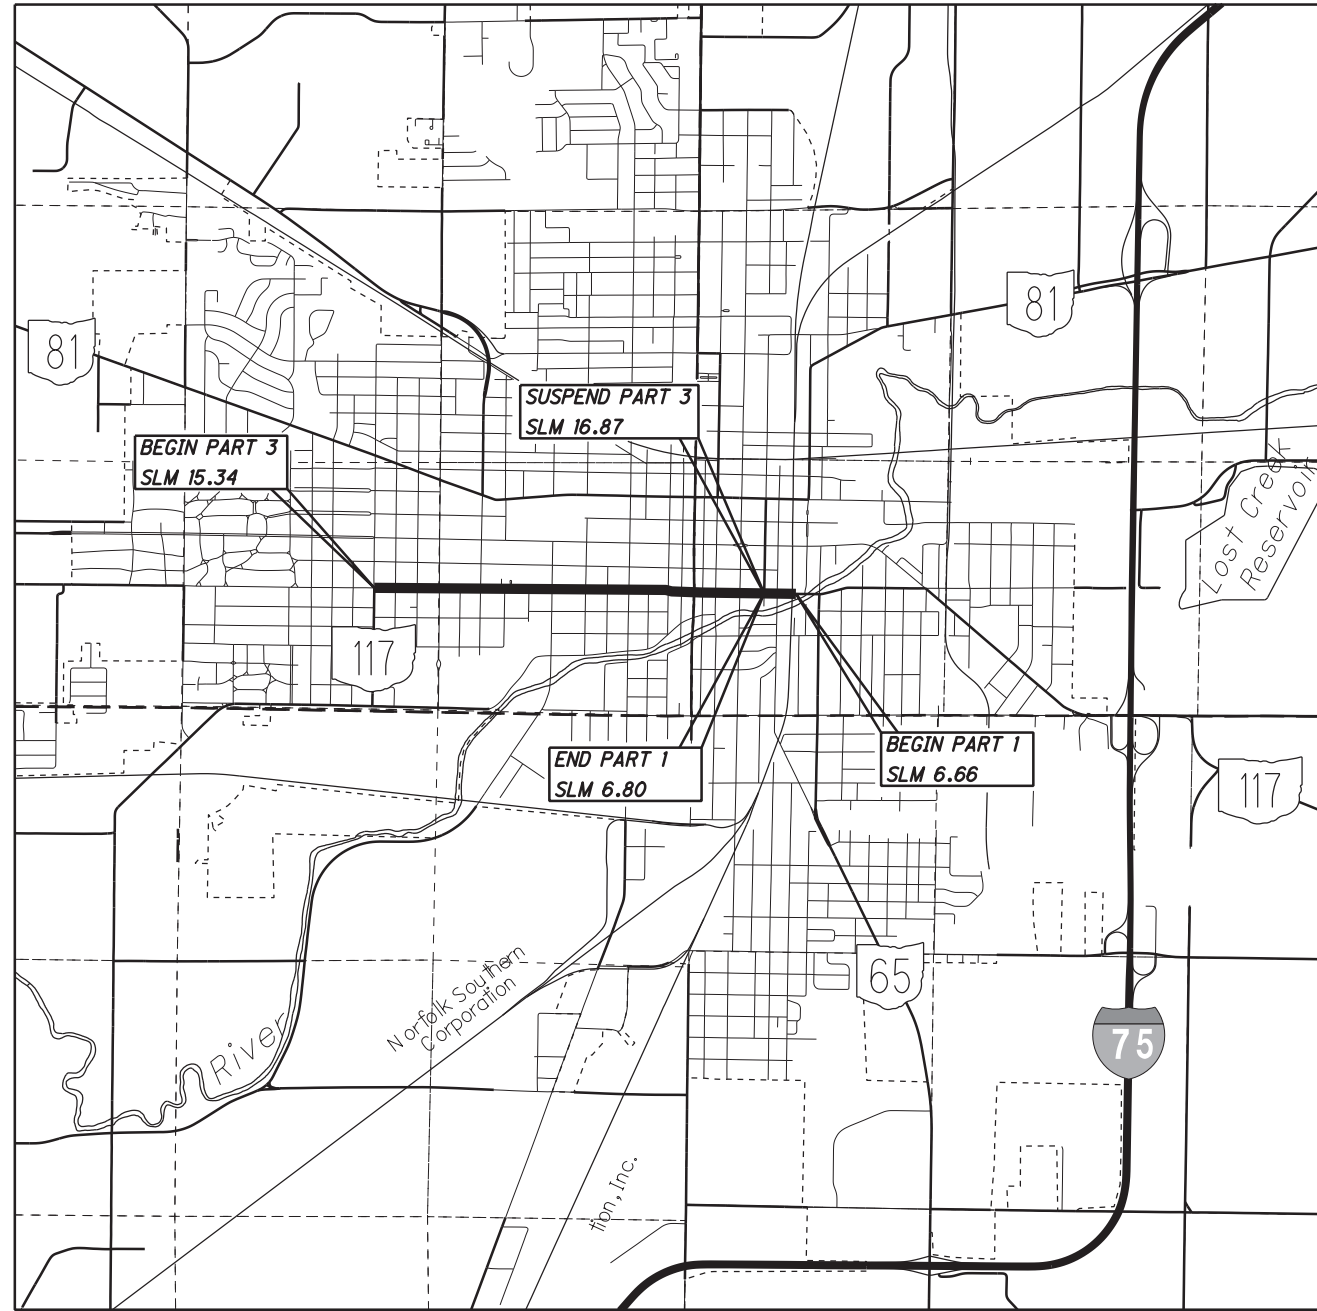 81
81
SUSPEND PART 3
SLM 16.87
BEGIN PART 3
SLM 15.34
Lost Creek
Reservoir
117
END PART 1
SLM 6.80
BEGIN PART 1
SLM 6.66
117
65
Norfolk Southern
Corporation
River
75
tion, Inc.